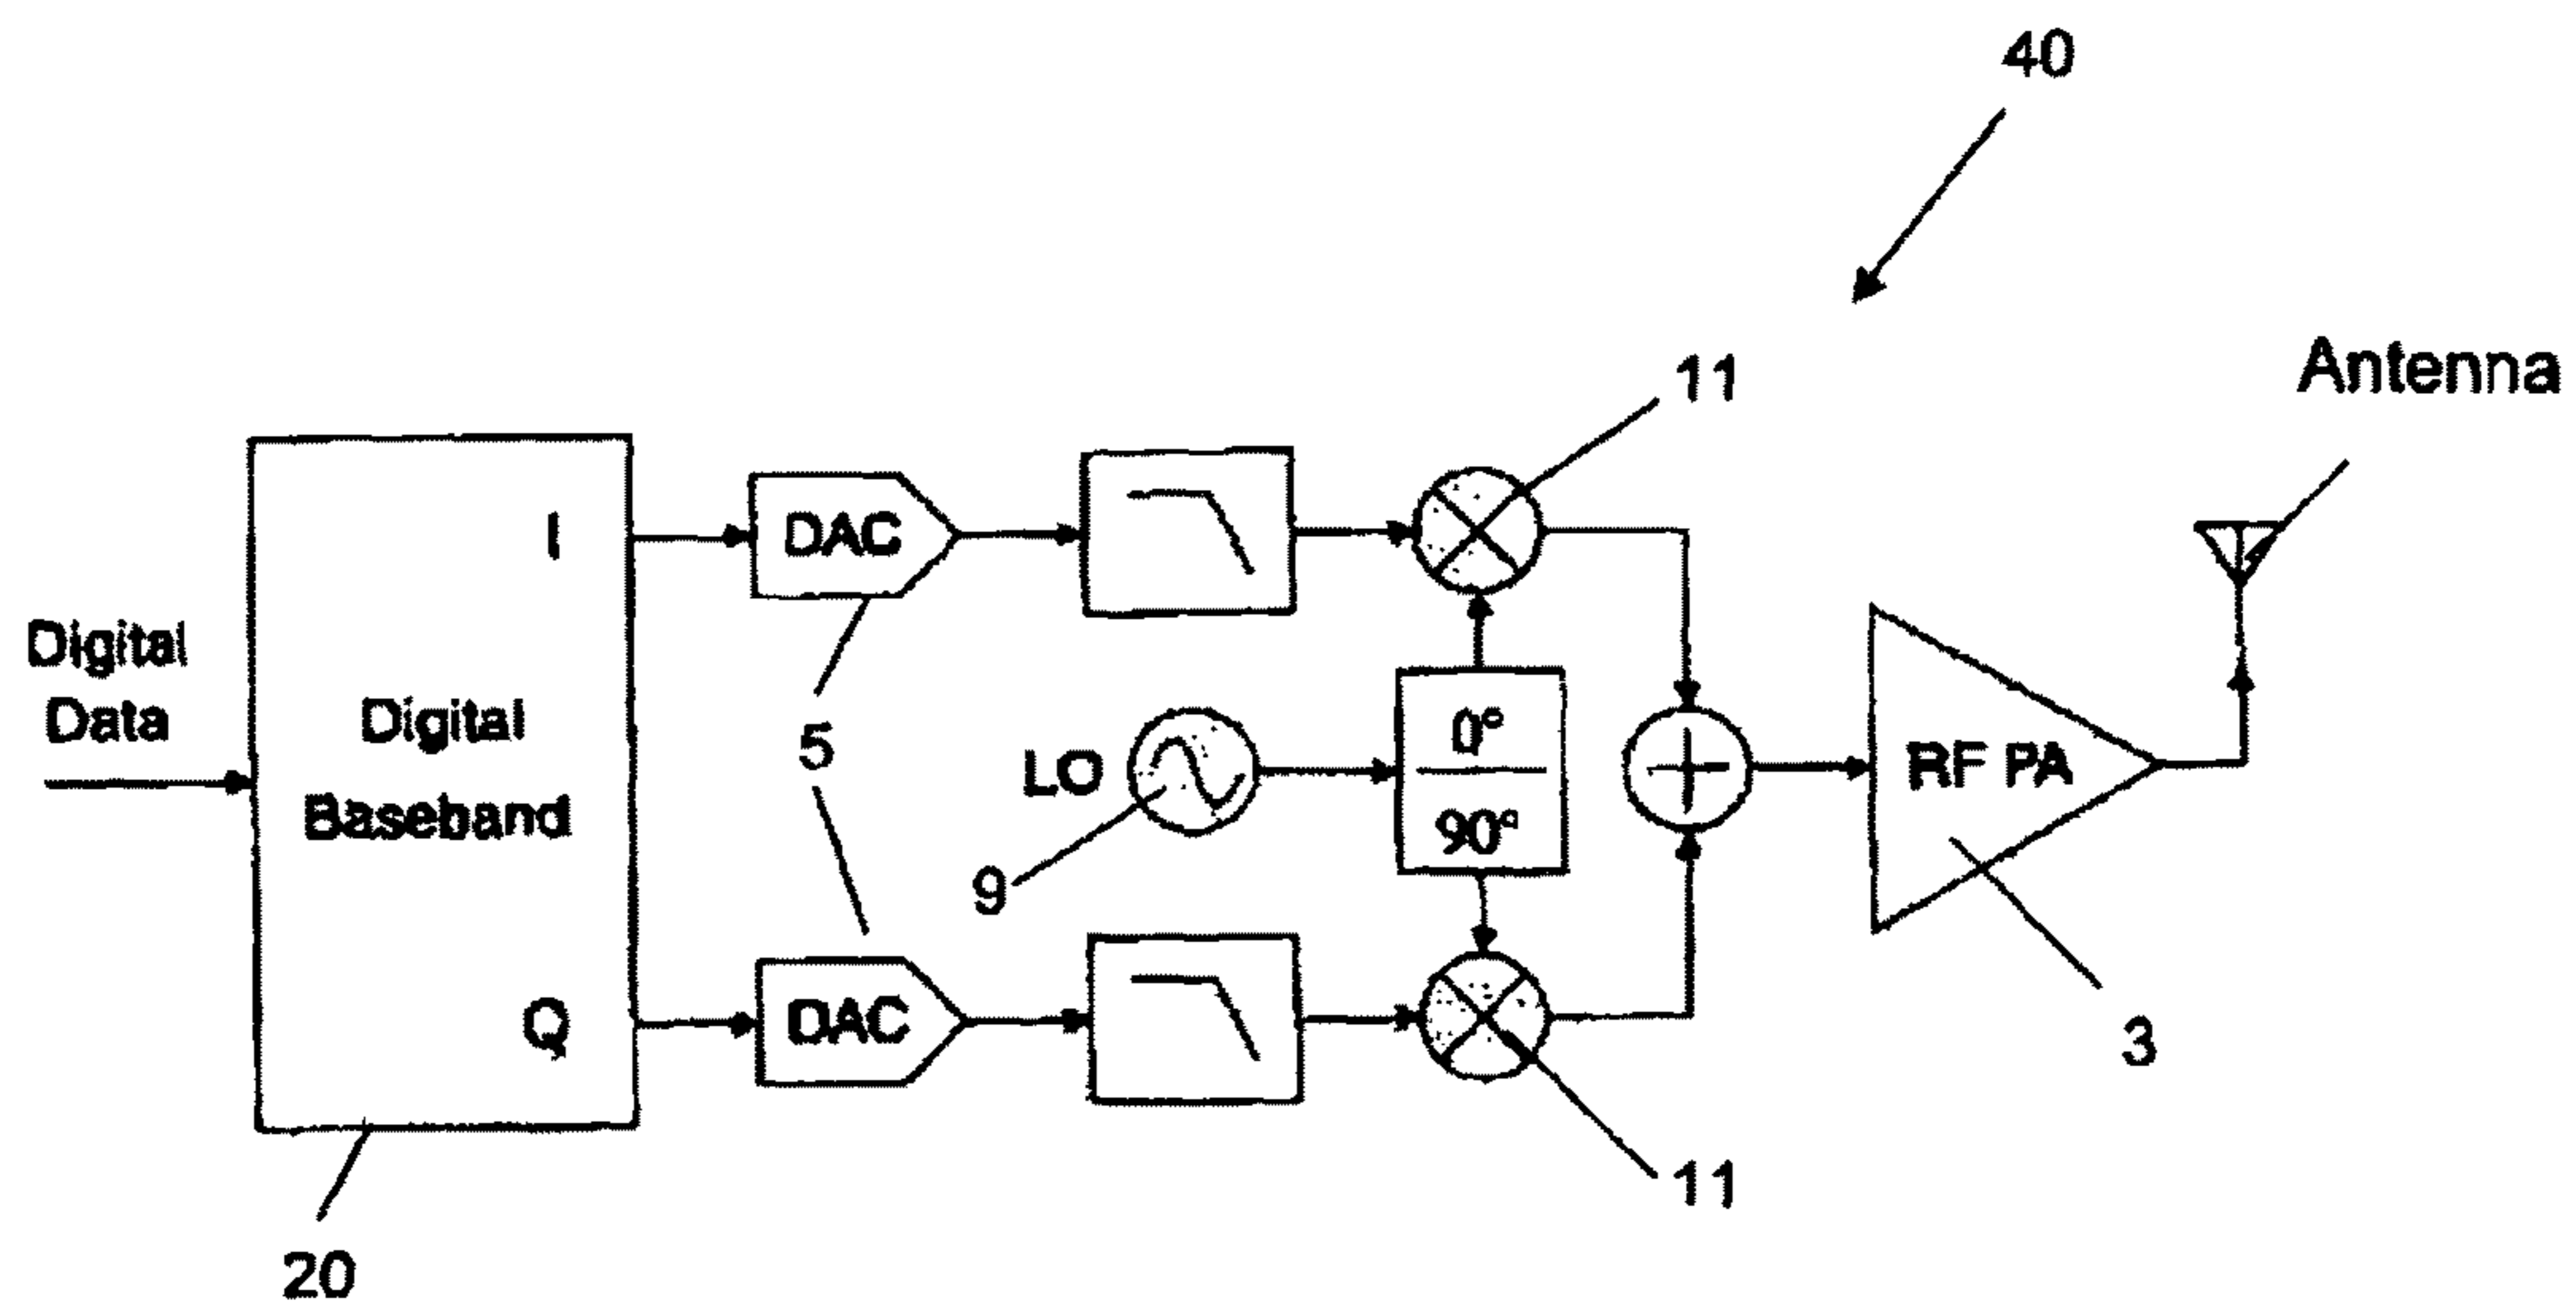 40
11
Antenna
I
DAC
Digital
Data
Digital
Baseband
5
LO
0°
90°
RF PA
9
Q
DAC
3
11
20